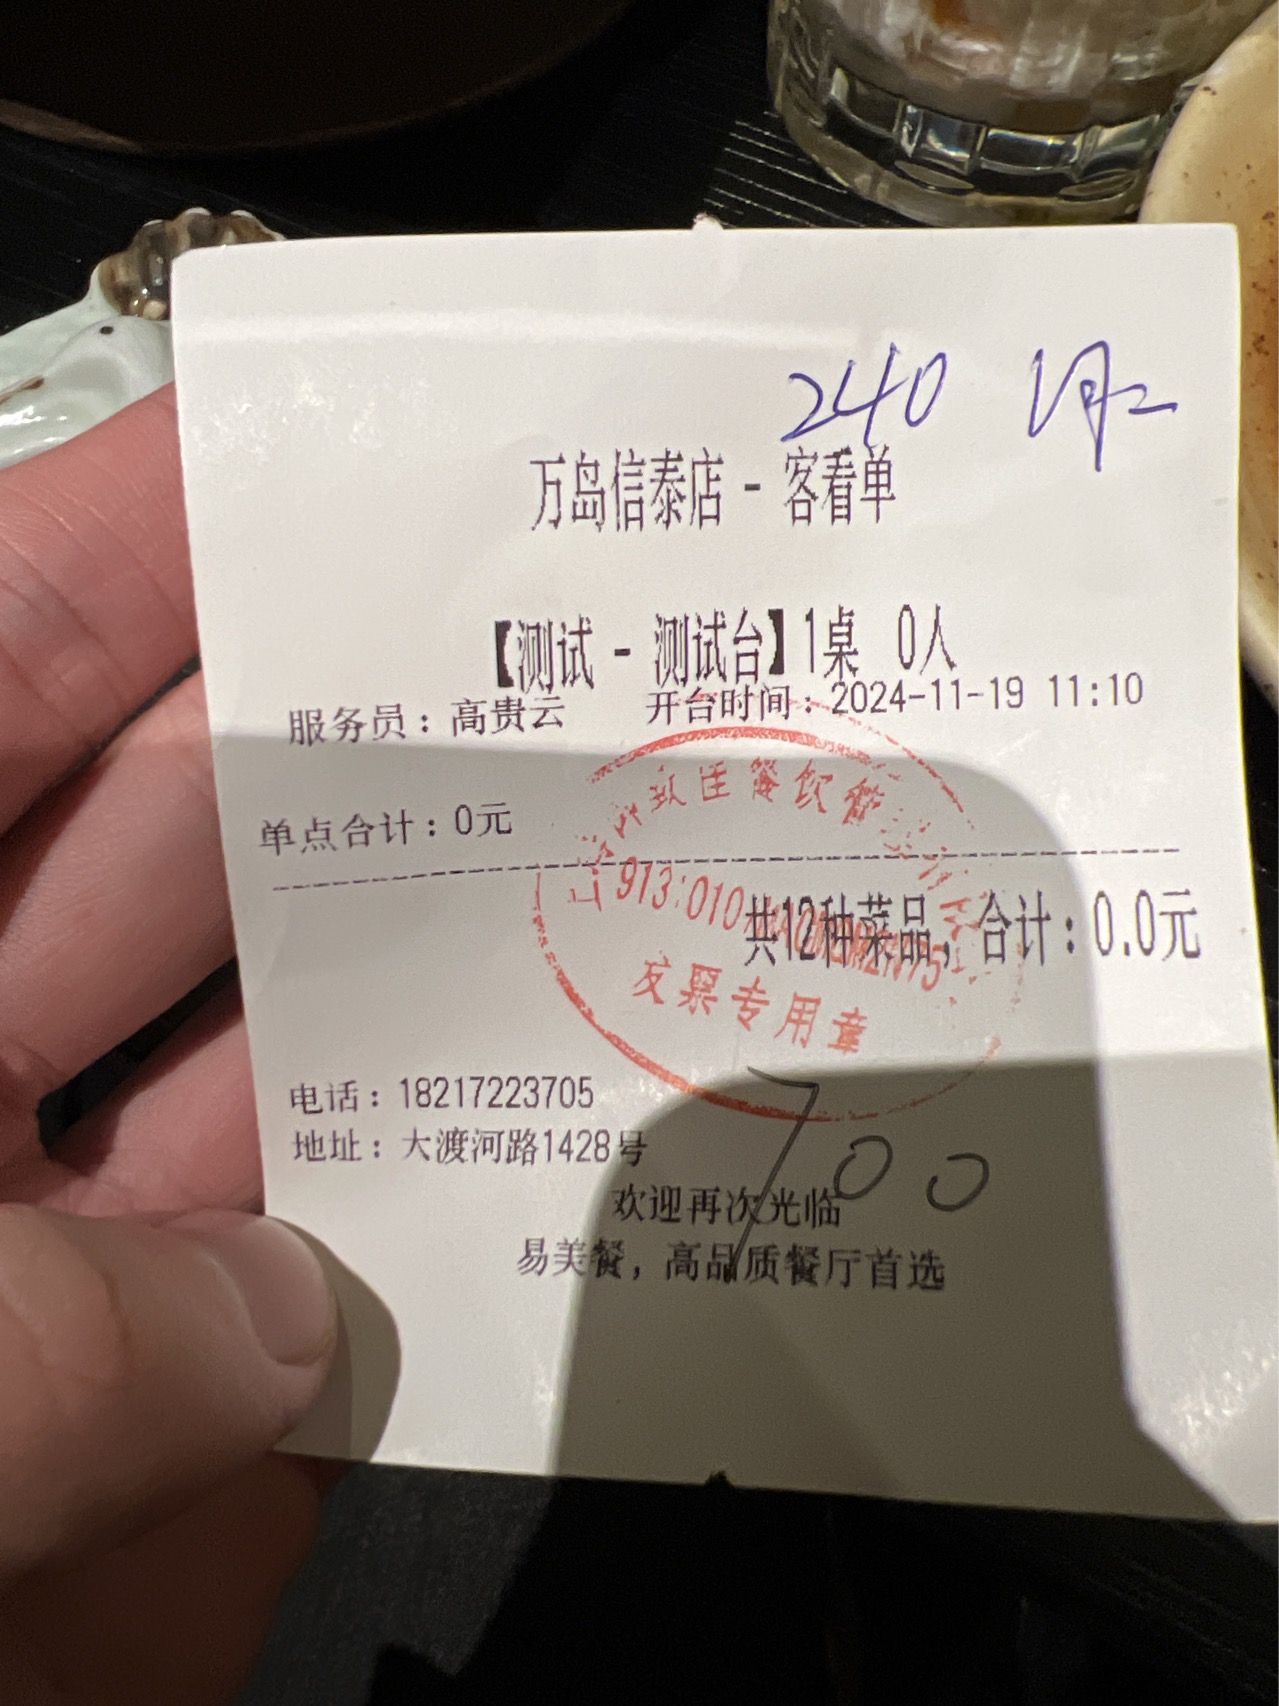 240
万岛信泰店 - 客看单
【测试 - 测试台】1桌 0人
服务员：高贵云 开台时间：2024-11-19 11:10
单点合计：0元
共12种菜品，合计：0.0元
发票专用章
电话：18217223705
地址：大渡河路1428号
700
欢迎再次光临
易美餐，高品质餐厅首选